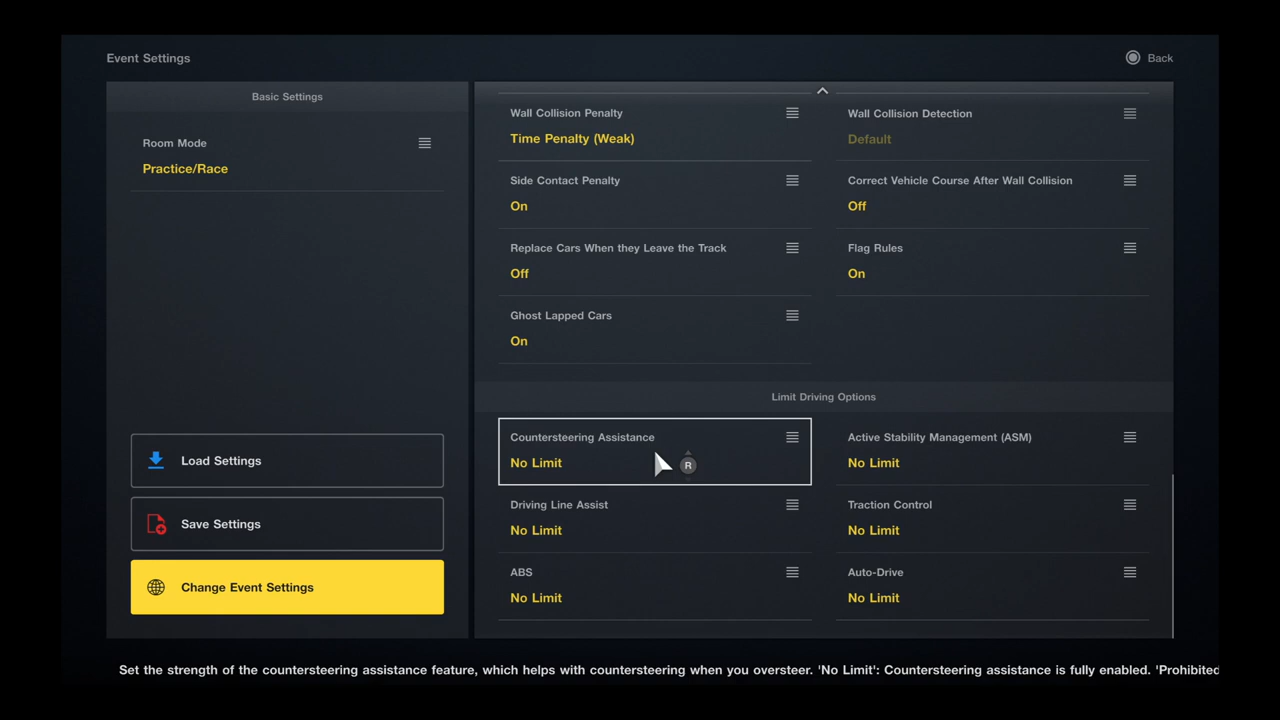 Event Settings
Back
Basic Settings
Room Mode
Practice/Race
Load Settings
Save Settings
Change Event Settings
Wall Collision Penalty
Time Penalty (Weak)
Wall Collision Detection
Default
Side Contact Penalty
On
Correct Vehicle Course After Wall Collision
Off
Replace Cars When they Leave the Track
Off
Flag Rules
On
Ghost Lapped Cars
On
Limit Driving Options
Countersteering Assistance
No Limit
R
Active Stability Management (ASM)
No Limit
Driving Line Assist
No Limit
Traction Control
No Limit
ABS
No Limit
Auto-Drive
No Limit
Set the strength of the countersteering assistance feature, which helps with countersteering when you oversteer. 'No Limit': Countersteering assistance is fully enabled. 'Prohibited